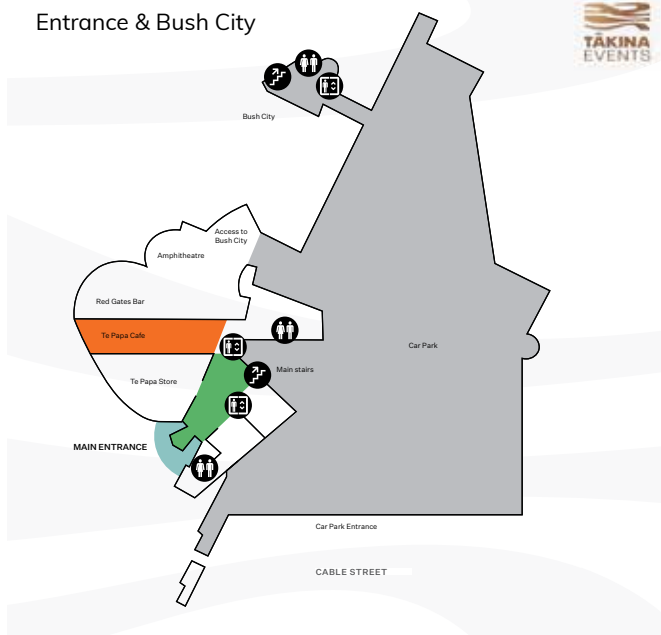 Entrance & Bush City
TĀKINA
EVENTS
Bush City
Access to
Bush City
Amphitheatre
Red Gates Bar
Te Papa Cafe
Car Park
Main stairs
Te Papa Store
MAIN ENTRANCE
Car Park Entrance
CABLE STREET